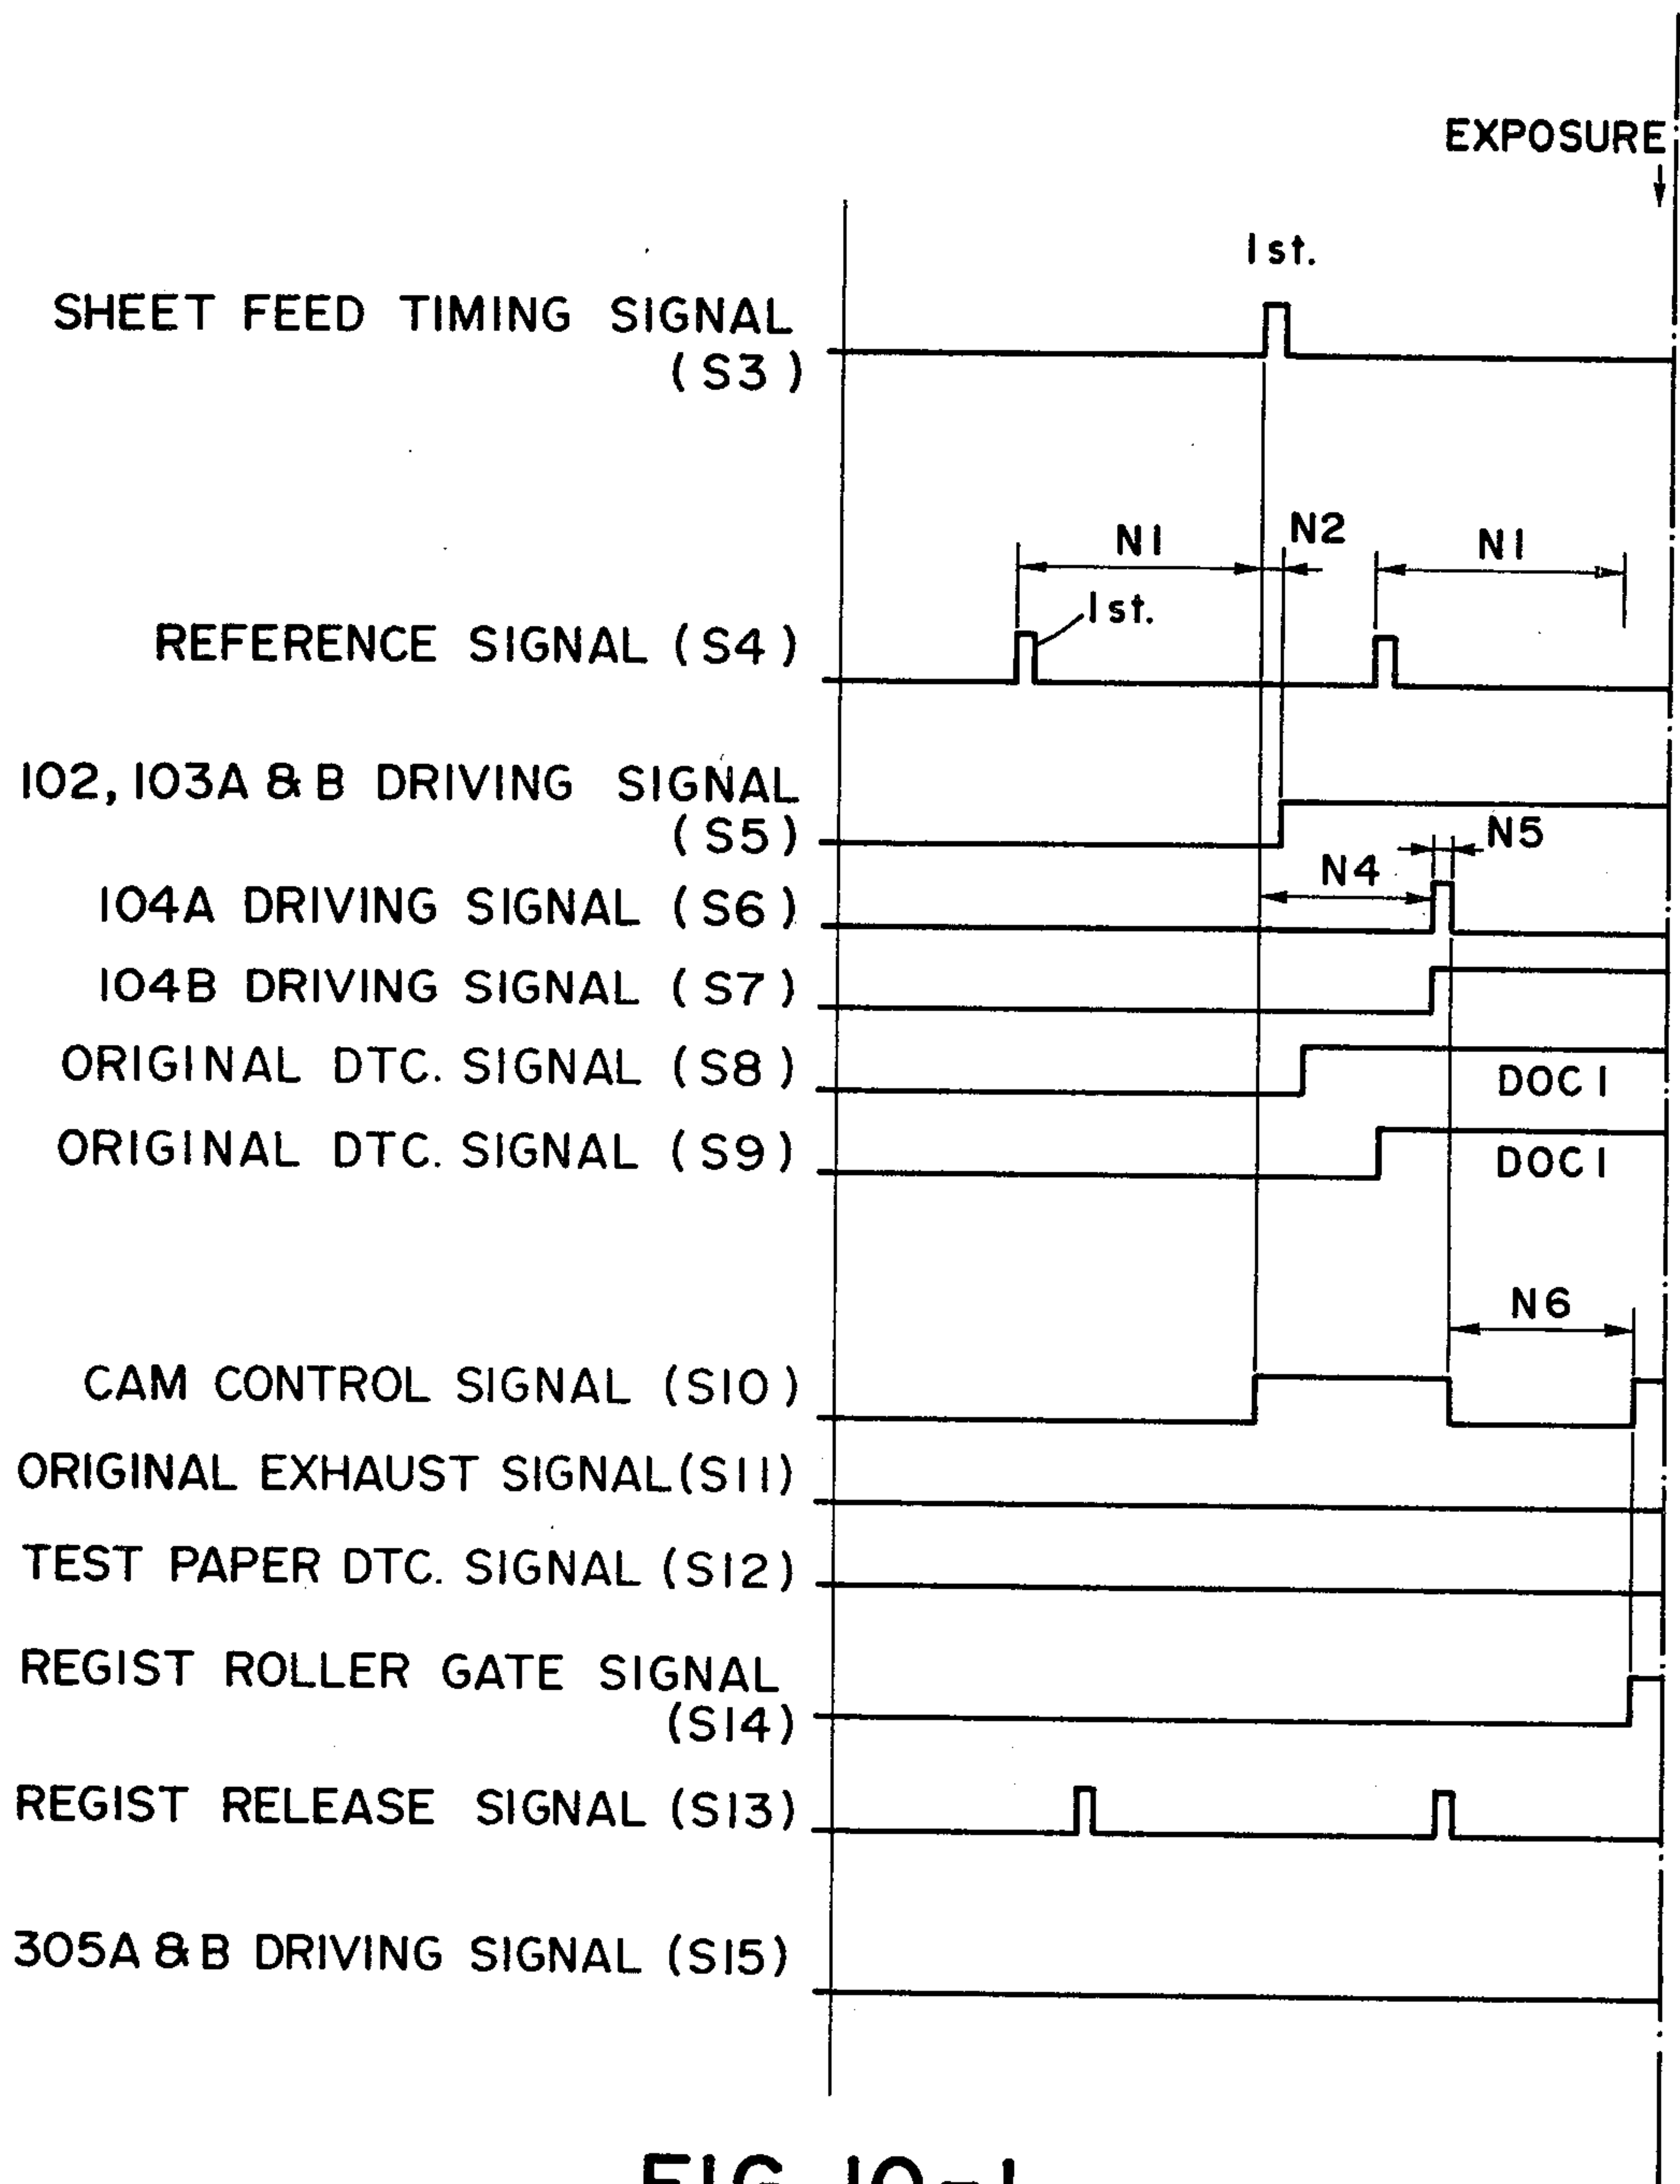 EXPOSURE
1st.
SHEET FEED TIMING SIGNAL
(S3)
N1 N2 N1
1st.
REFERENCE SIGNAL (S4)
102, 103A & B DRIVING SIGNAL
(S5)
N5
N4
104A DRIVING SIGNAL (S6)
104B DRIVING SIGNAL (S7)
ORIGINAL DTC. SIGNAL (S8)
DOC 1
ORIGINAL DTC. SIGNAL (S9)
DOC 1
N6
CAM CONTROL SIGNAL (S10)
ORIGINAL EXHAUST SIGNAL (S11)
TEST PAPER DTC. SIGNAL (S12)
REGIST ROLLER GATE SIGNAL
(S14)
REGIST RELEASE SIGNAL (S13)
305A & B DRIVING SIGNAL (S15)
FIG. 10-1